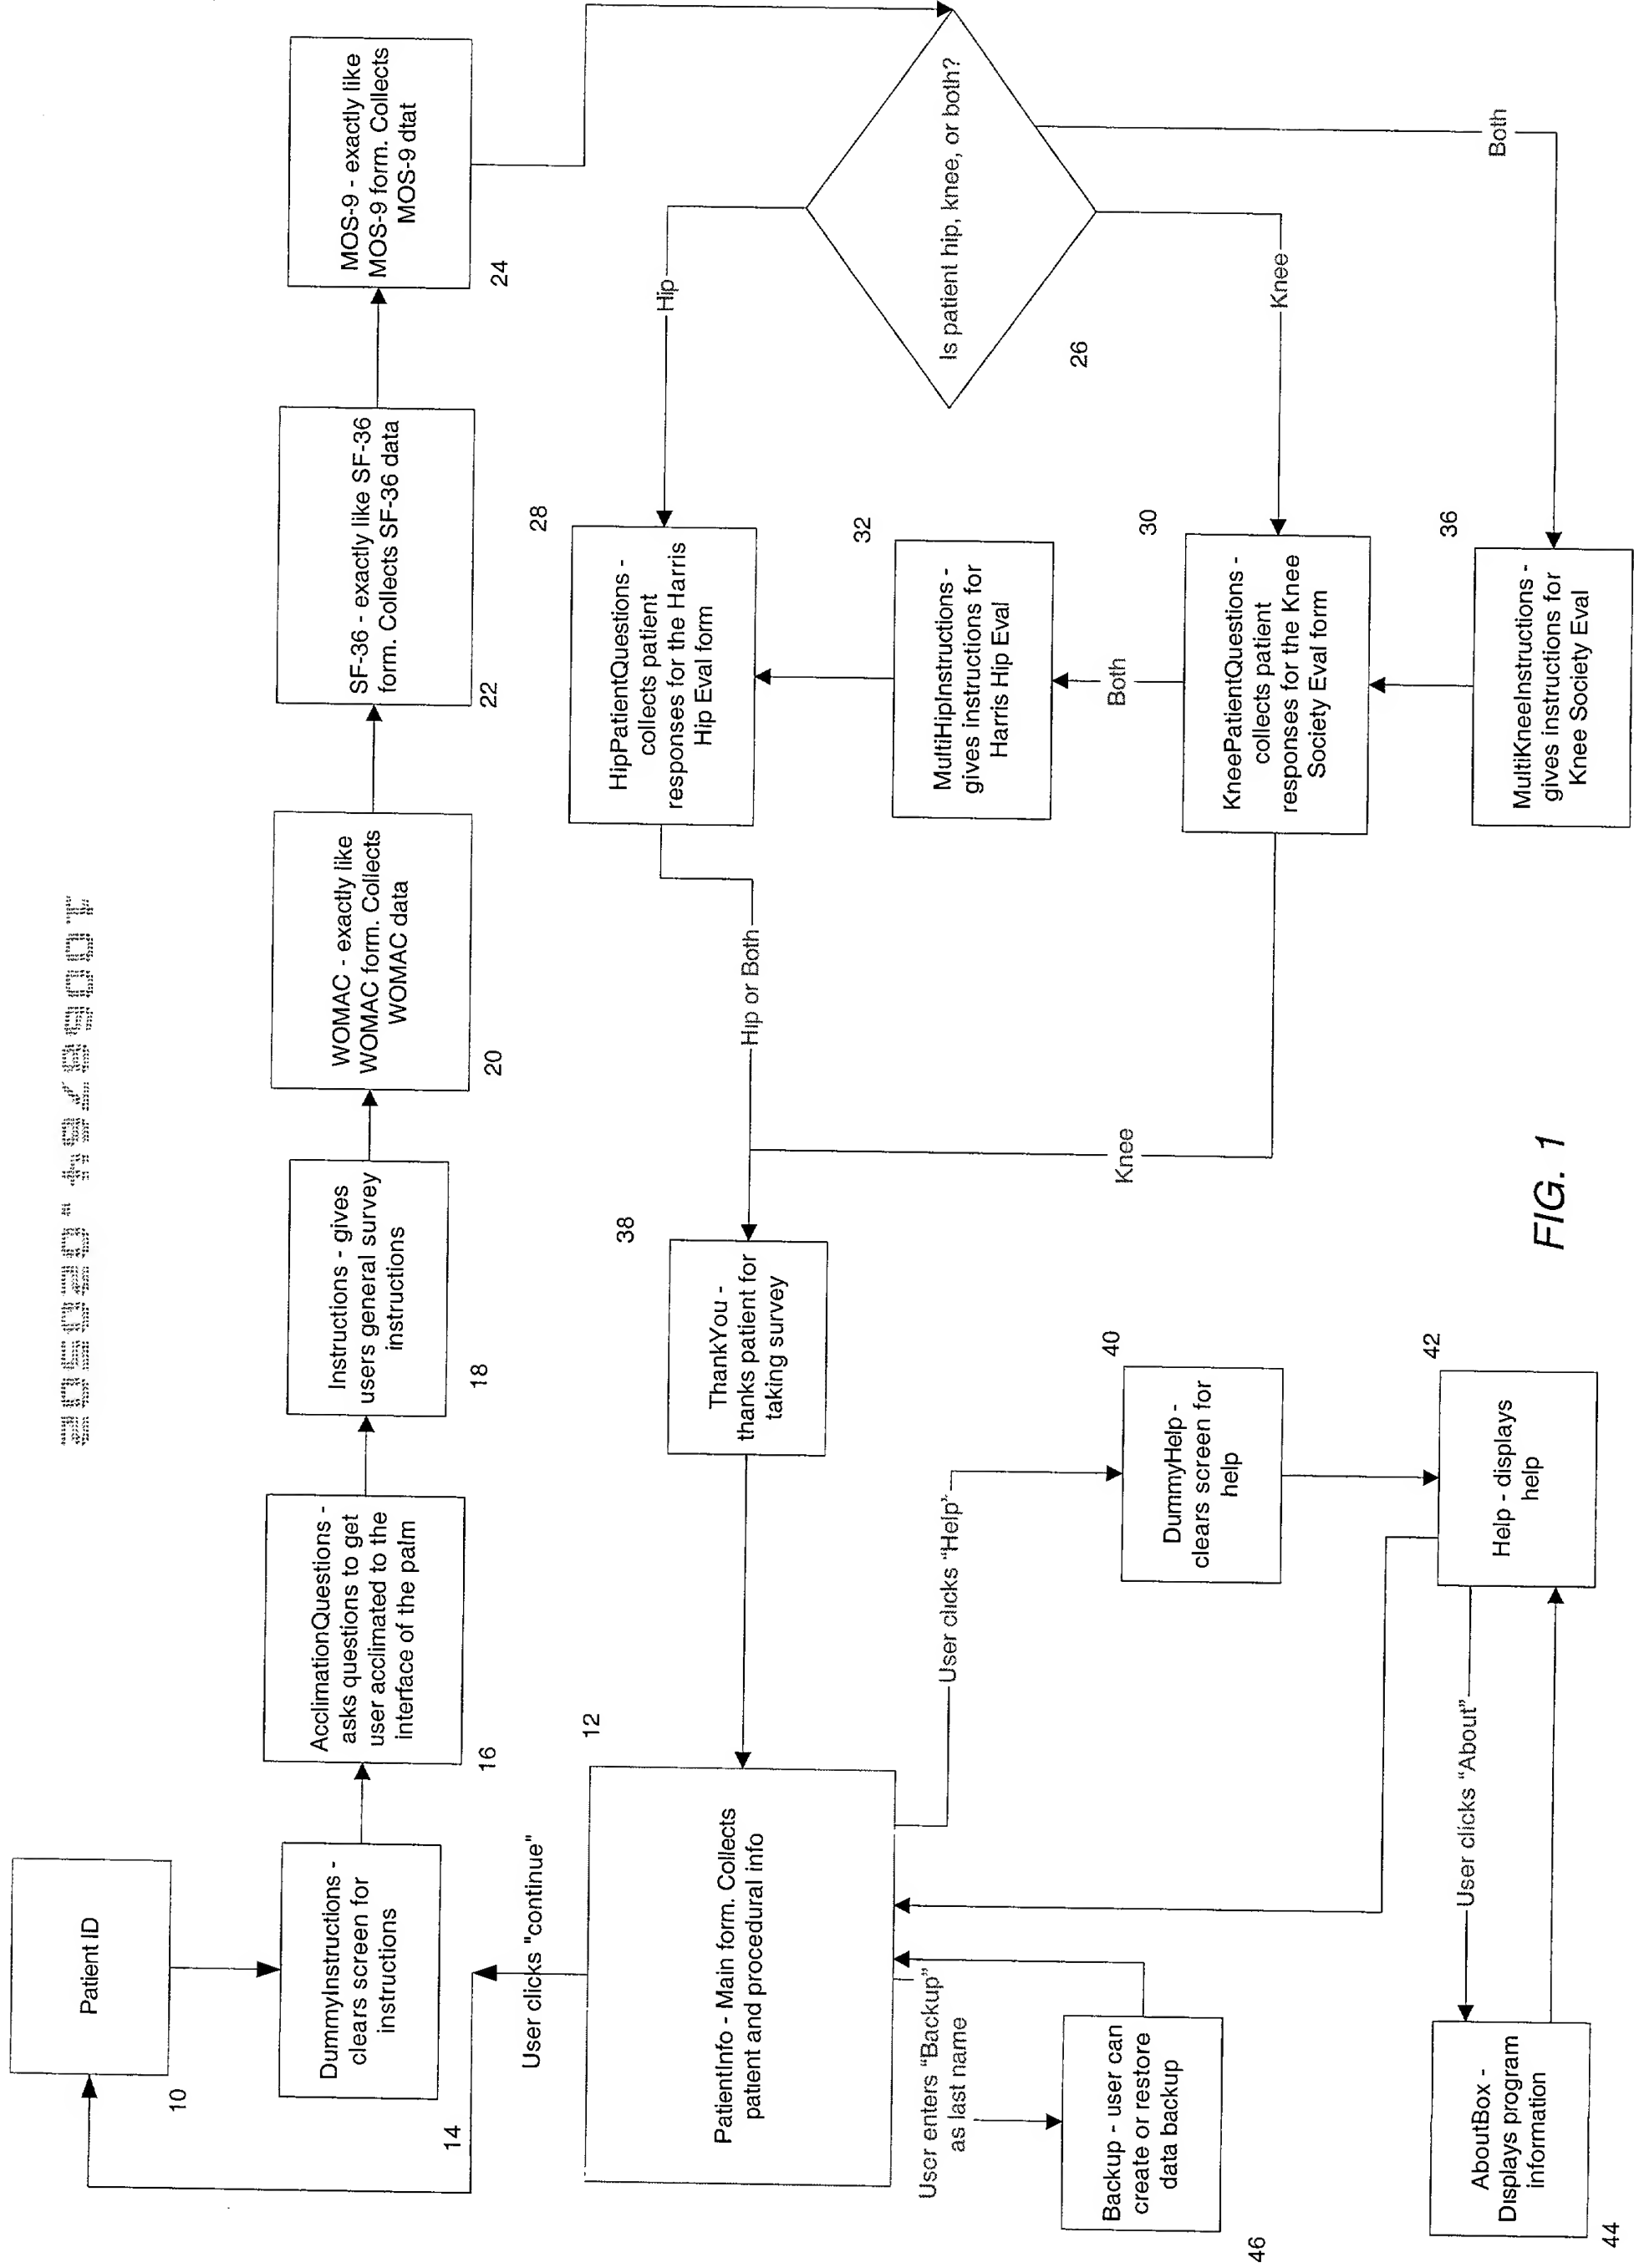 Patient ID
10
DummyInstructions -
clears screen for
instructions
14
AcclimationQuestions -
asks questions to get
user acclimated to the
interface of the palm
16
Instructions - gives
users general survey
instructions
18
WOMAC - exactly like
WOMAC form. Collects
WOMAC data
20
SF-36 - exactly like SF-36
form. Collects SF-36 data
22
MOS-9 - exactly like
MOS-9 form. Collects
MOS-9 dtat
24
Is patient hip, knee, or both?
26
Hip
Knee
Both
HipPatientQuestions -
collects patient
responses for the Harris
Hip Eval form
28
MultiHipInstructions -
gives instructions for
Harris Hip Eval
32
Both
KneePatientQuestions -
collects patient
responses for the Knee
Society Eval form
30
MultiKneeInstructions -
gives instructions for
Knee Society Eval
36
Hip or Both
Knee
ThankYou -
thanks patient for
taking survey
38
User clicks "continue"
PatientInfo - Main form. Collects
patient and procedural info
12
User clicks "Help"
DummyHelp -
clears screen for
help
40
Help - displays
help
42
User clicks "About"
AboutBox -
Displays program
information
44
User enters "Backup"
as last name
Backup - user can
create or restore
data backup
46
FIG. 1